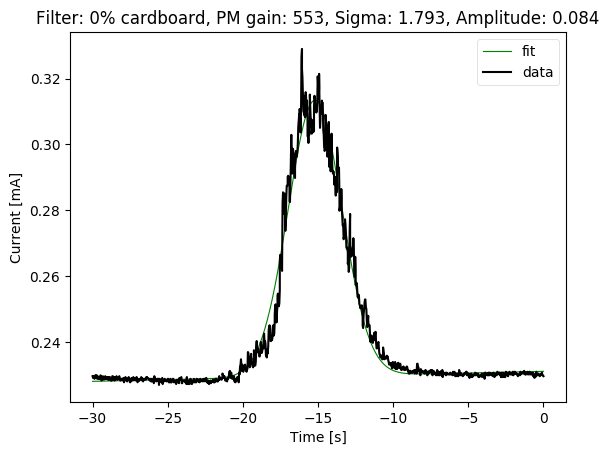 Filter: 0% cardboard, PM gain: 553, Sigma: 1.793, Amplitude: 0.084
fit
data
0.32
0.30
0.28
0.26
0.24
Current [mA]
−30
−25
−20
−15
−10
−5
0
Time [s]